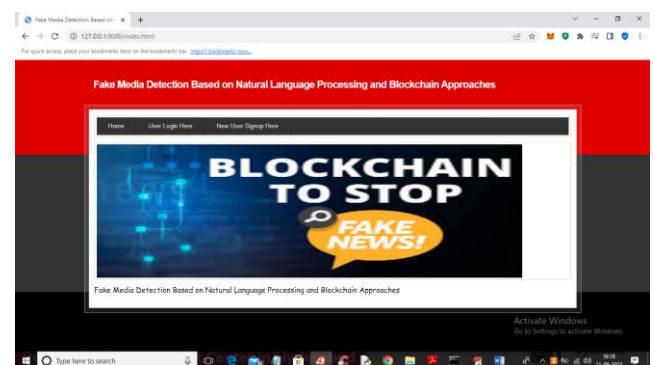 Fake Media Detection Based on
127.0.0.1:8000/index.html
For quick access, place your bookmarks here on the bookmarks bar. Import bookmarks now...
Fake Media Detection Based on Natural Language Processing and Blockchain Approaches
Home User Login Here New User Signup Here
BLOCKCHAIN
TO STOP
FAKE
NEWS!
Fake Media Detection Based on Natural Language Processing and Blockchain Approaches
Activate Windows
Go to Settings to activate Windows.
Type here to search
16:18